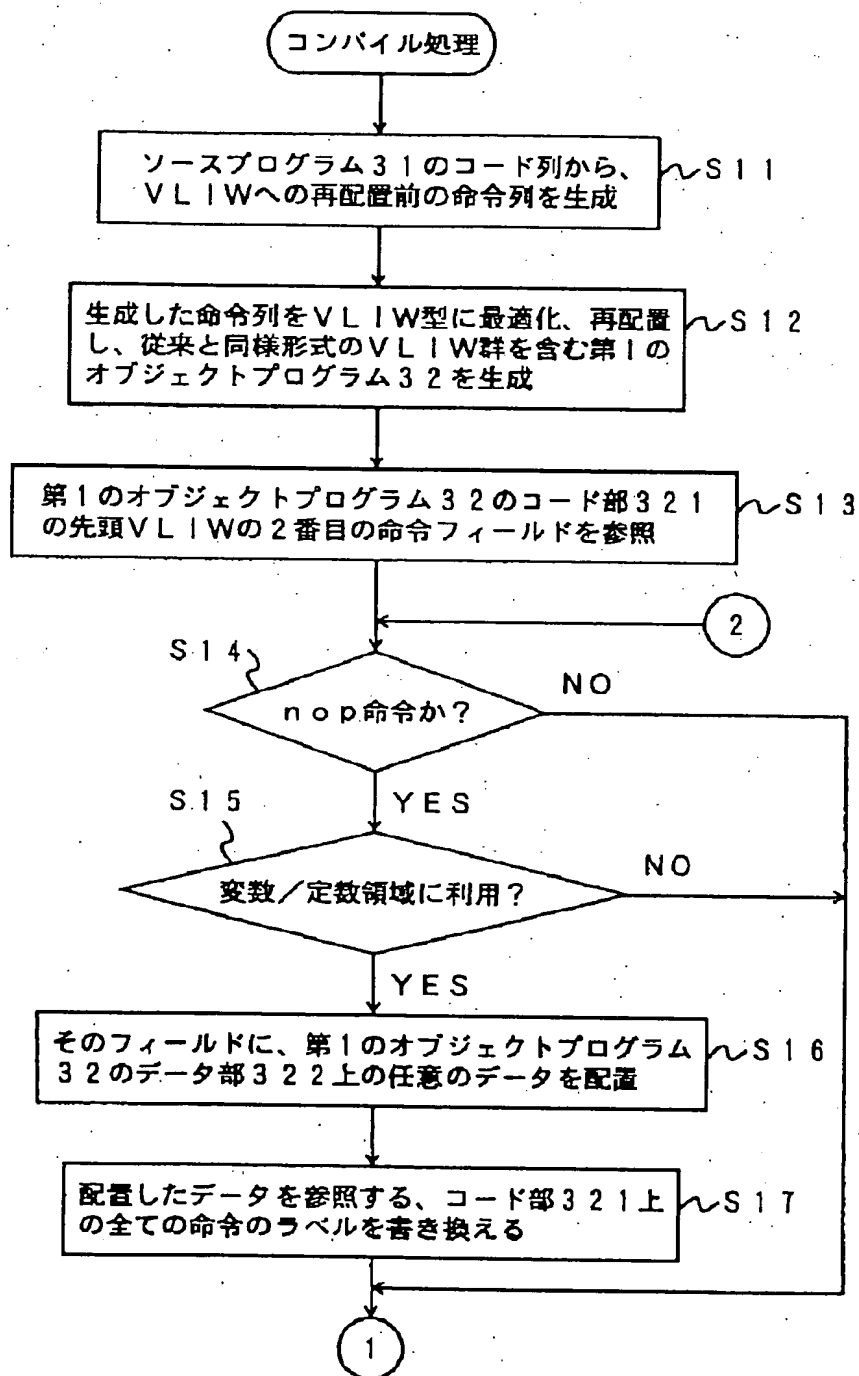 コンパイル処理
ソースプログラム31のコード列から、
VLIWへの再配置前の命令列を生成
S11
生成した命令列をVLIW型に最適化、再配置
し、従来と同様形式のVLIW群を含む第1の
オブジェクトプログラム32を生成
S12
第1のオブジェクトプログラム32のコード部321
の先頭VLIWの2番目の命令フィールドを参照
S13
2
S14
nop命令か?
NO
YES
S15
変数/定数領域に利用?
NO
YES
そのフィールドに、第1のオブジェクトプログラム
32のデータ部322上の任意のデータを配置
S16
配置したデータを参照する、コード部321上
の全ての命令のラベルを書き換える
S17
1